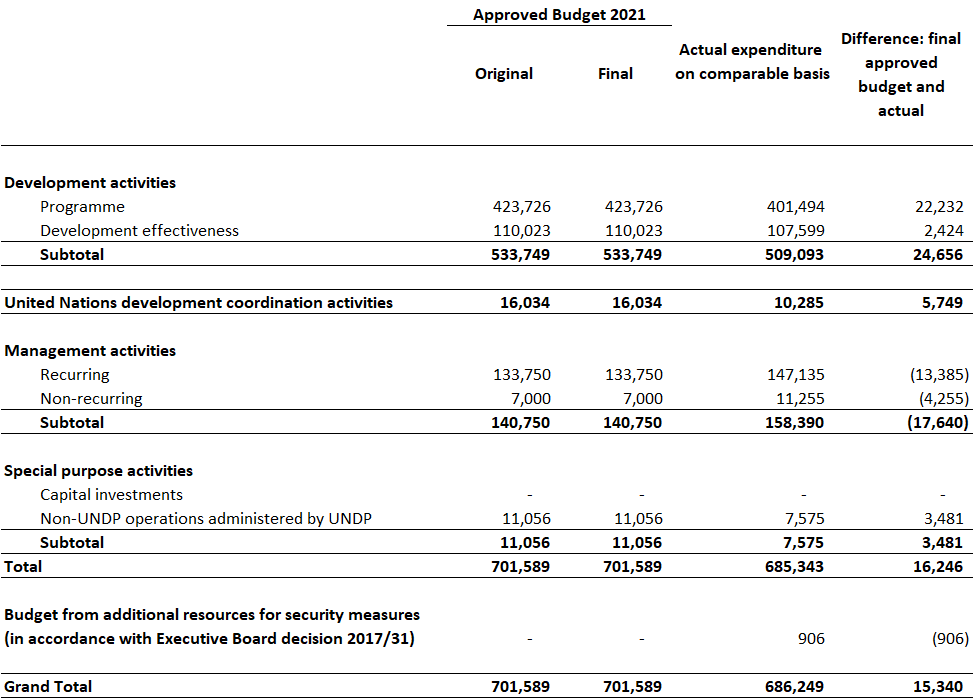 Approved Budget 2021
Original Final Actual expenditure on comparable basis Difference: final approved budget and actual
Development activities
Programme 423,726 423,726 401,494 22,232
Development effectiveness 110,023 110,023 107,599 2,424
Subtotal 533,749 533,749 509,093 24,656
United Nations development coordination activities 16,034 16,034 10,285 5,749
Management activities
Recurring 133,750 133,750 147,135 (13,385)
Non-recurring 7,000 7,000 11,255 (4,255)
Subtotal 140,750 140,750 158,390 (17,640)
Special purpose activities
Capital investments - - - -
Non-UNDP operations administered by UNDP 11,056 11,056 7,575 3,481
Subtotal 11,056 11,056 7,575 3,481
Total 701,589 701,589 685,343 16,246
Budget from additional resources for security measures
(in accordance with Executive Board decision 2017/31) - - 906 (906)
Grand Total 701,589 701,589 686,249 15,340